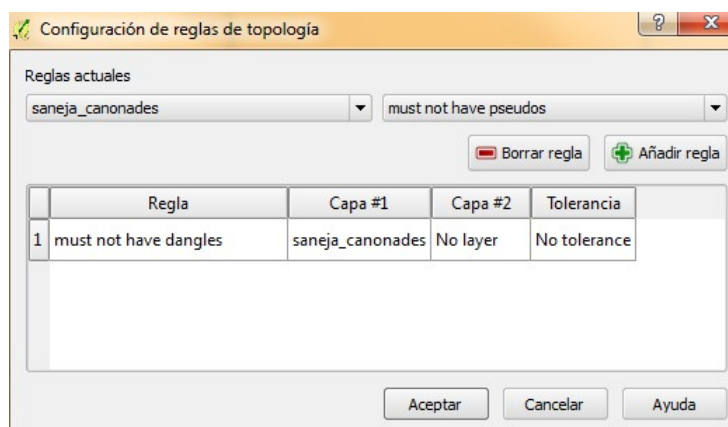 Configuración de reglas de topología
Reglas actuales
saneja_canonades must not have pseudos
Borrar regla Añadir regla
Regla Capa #1 Capa #2 Tolerancia
1 must not have dangles saneja_canonades No layer No tolerance
Aceptar Cancelar Ayuda